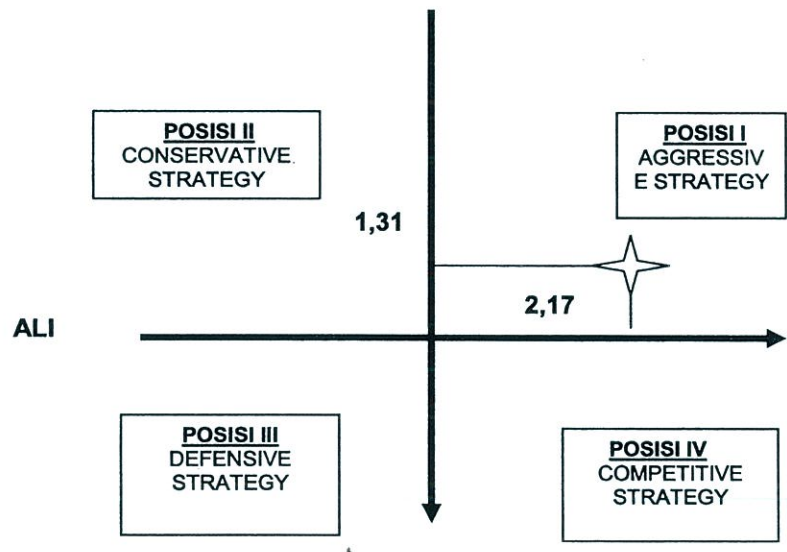 POSISI II
CONSERVATIVE
STRATEGY
POSISI I
AGGRESSIV
E STRATEGY
1,31
2,17
ALI
POSISI III
DEFENSIVE
STRATEGY
POSISI IV
COMPETITIVE
STRATEGY